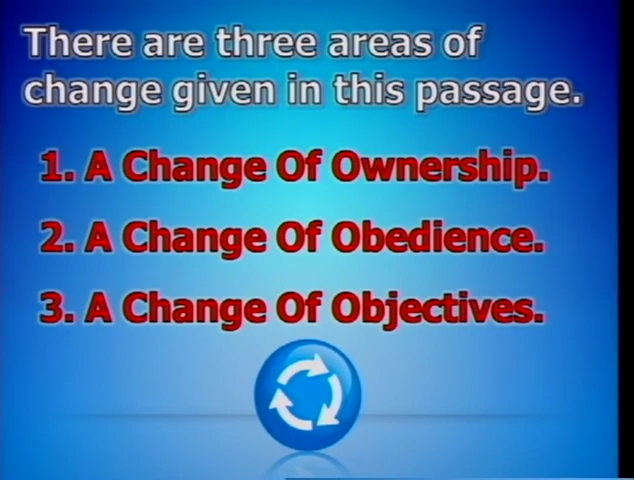 There are three areas of
change given in this passage.
1. A Change Of Ownership.
2. A Change Of Obedience.
3. A Change Of Objectives.